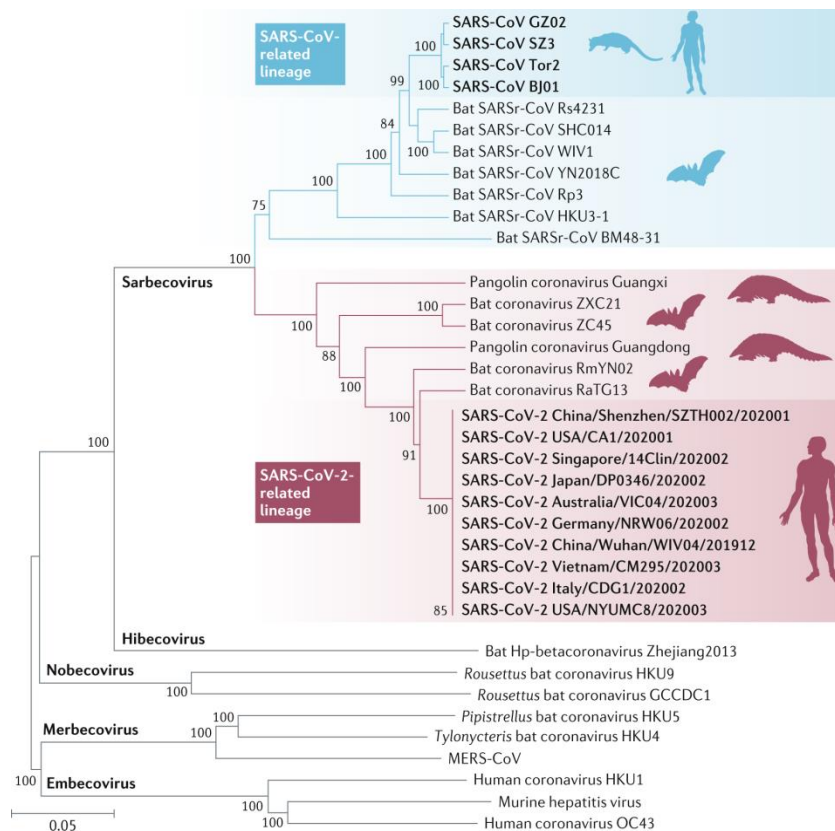 SARS-CoV-
related
lineage
SARS-CoV GZ02
SARS-CoV SZ3
100
SARS-CoV Tor2
99
100
SARS-CoV BJ01
Bat SARSr-CoV Rs4231
84
Bat SARSr-CoV SHC014
100
Bat SARSr-CoV WIV1
100
Bat SARSr-CoV YN2018C
100
Bat SARSr-CoV Rp3
75
Bat SARSr-CoV HKU3-1
Bat SARSr-CoV BM48-31
100
Sarbecovirus
Pangolin coronavirus Guangxi
100
Bat coronavirus ZXC21
100
Bat coronavirus ZC45
88
Pangolin coronavirus Guangdong
100
Bat coronavirus RmYN02
Bat coronavirus RaTG13
100
SARS-CoV-2 China/Shenzhen/SZTH002/202001
SARS-CoV-2 USA/CA1/202001
100
91
SARS-CoV-2 Singapore/14Clin/202002
SARS-CoV-2-
related
lineage
SARS-CoV-2 Japan/DP0346/202002
SARS-CoV-2 Australia/VIC04/202003
100
SARS-CoV-2 Germany/NRW06/202002
SARS-CoV-2 China/Wuhan/WIV04/201912
SARS-CoV-2 Vietnam/CM295/202003
SARS-CoV-2 Italy/CDG1/202002
85
SARS-CoV-2 USA/NYUMC8/202003
Hibecovirus
Bat Hp-betacoronavirus Zhejiang2013
Nobecovirus
Rousettus bat coronavirus HKU9
100
Rousettus bat coronavirus GCCDC1
Merbecovirus
Pipistrellus bat coronavirus HKU5
100
100
Tylonycteris bat coronavirus HKU4
MERS-CoV
100
Embecovirus
Human coronavirus HKU1
100
Murine hepatitis virus
100
Human coronavirus OC43
0.05